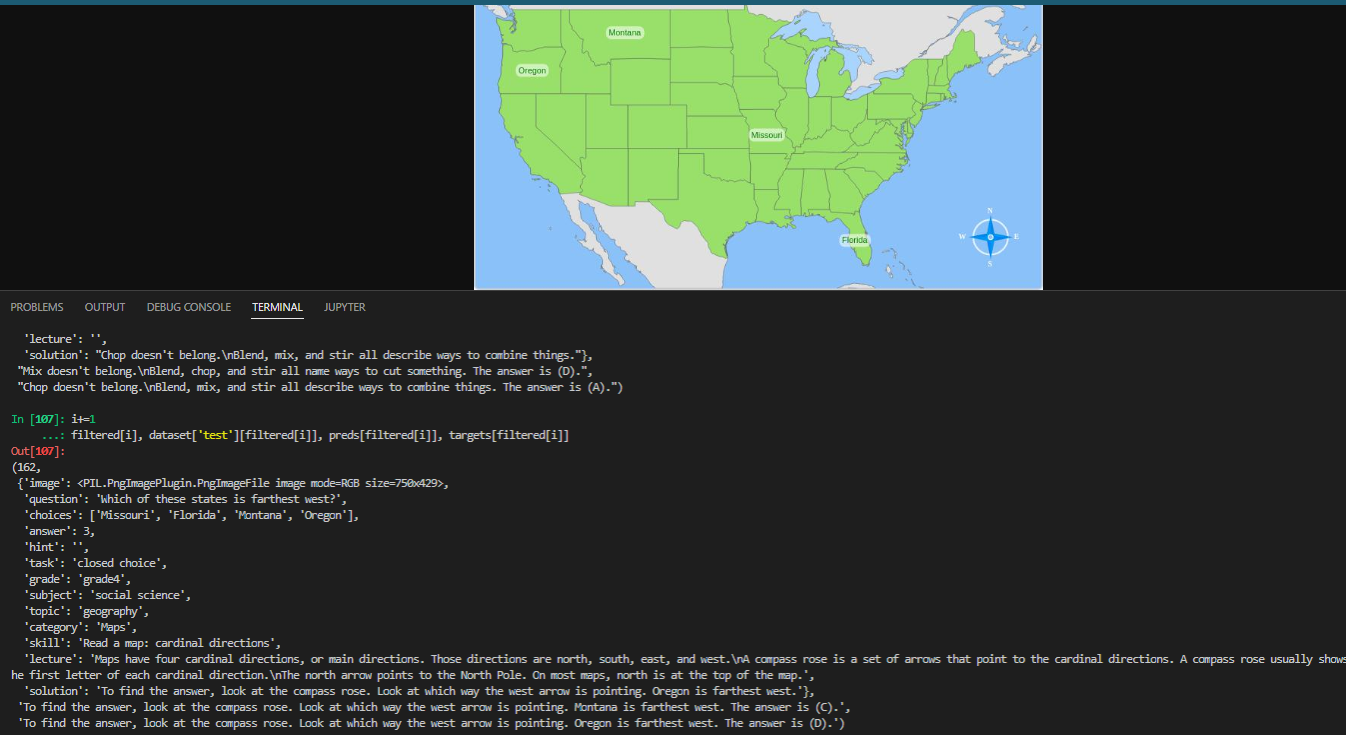 Montana
Oregon
Missouri
Florida
N
W E
S
PROBLEMS OUTPUT DEBUG CONSOLE TERMINAL JUPYTER
'lecture': '',
'solution': "Chop doesn't belong.\nBlend, mix, and stir all describe ways to combine things."},
"Mix doesn't belong.\nBlend, chop, and stir all name ways to cut something. The answer is (D).",
"Chop doesn't belong.\nBlend, mix, and stir all describe ways to combine things. The answer is (A).")
In [107]: i+=1
...: filtered[i], dataset['test'][filtered[i]], preds[filtered[i]], targets[filtered[i]]
Out[107]:
(162,
{'image': <PIL.PngImagePlugin.PngImageFile image mode=RGB size=750x429>,
'question': 'Which of these states is farthest west?',
'choices': ['Missouri', 'Florida', 'Montana', 'Oregon'],
'answer': 3,
'hint': '',
'task': 'closed choice',
'grade': 'grade4',
'subject': 'social science',
'topic': 'geography',
'category': 'Maps',
'skill': 'Read a map: cardinal directions',
'lecture': 'Maps have four cardinal directions, or main directions. Those directions are north, south, east, and west.\nA compass rose is a set of arrows that point to the cardinal directions. A compass rose usually shows
he first letter of each cardinal direction.\nThe north arrow points to the North Pole. On most maps, north is at the top of the map.',
'solution': 'To find the answer, look at the compass rose. Look at which way the west arrow is pointing. Oregon is farthest west.'},
'To find the answer, look at the compass rose. Look at which way the west arrow is pointing. Montana is farthest west. The answer is (C).',
'To find the answer, look at the compass rose. Look at which way the west arrow is pointing. Oregon is farthest west. The answer is (D).')